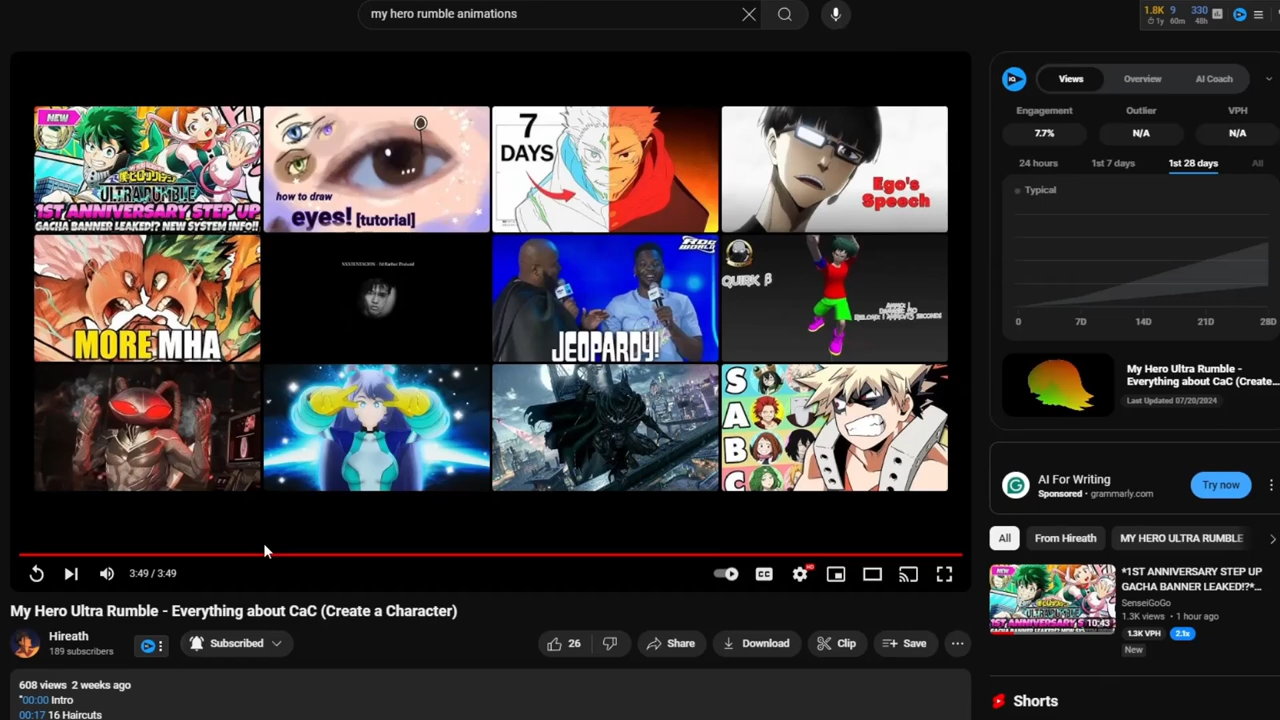 my hero rumble animations
1.8K 9 330
1y 60m 48h
NEW
ULTRA RUMBLE
1ST ANNIVERSARY STEP UP
GACHA BANNER LEAKED!? NEW SYSTEM INFO!!
how to draw
eyes! [tutorial]
7
DAYS
Ego's
Speech
MORE MHA
RDC
WORLD
JEOPARDY!
QUIRK β
S
A
B
C
3:49 / 3:49
CC
HD
My Hero Ultra Rumble - Everything about CaC (Create a Character)
Hireath
189 subscribers
Subscribed
26
Share
Download
Clip
Save
608 views 2 weeks ago
"00:00 Intro
00:17 16 Haircuts
IQ
Views
Overview
AI Coach
Engagement
Outlier
VPH
7.7%
N/A
N/A
24 hours
1st 7 days
1st 28 days
All
Typical
0
7D
14D
21D
28D
My Hero Ultra Rumble -
Everything about CaC (Create...
Last Updated 07/20/2024
AI For Writing
Sponsored · grammarly.com
Try now
All
From Hireath
MY HERO ULTRA RUMBLE
*1ST ANNIVERSARY STEP UP
GACHA BANNER LEAKED!?*...
SenseiGoGo
1.3K views · 1 hour ago
1.3K VPH
2.1x
New
10:43
Shorts